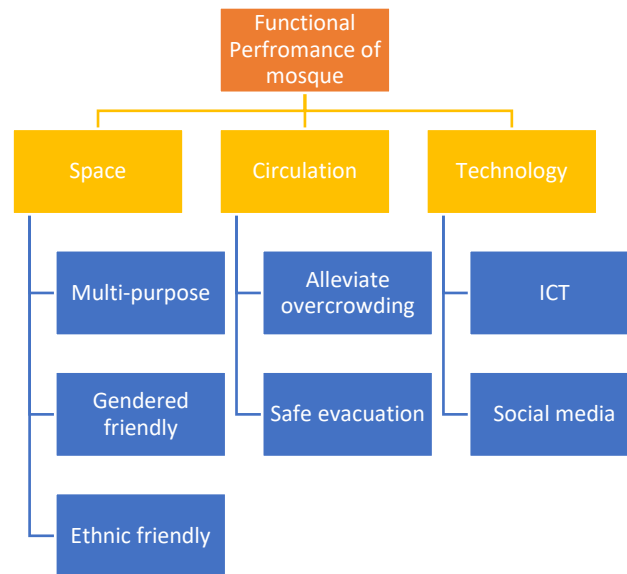 Functional
Perfromance of
mosque
Space
Circulation
Technology
Multi-purpose
Alleviate
overcrowding
ICT
Gendered
friendly
Safe evacuation
Social media
Ethnic friendly